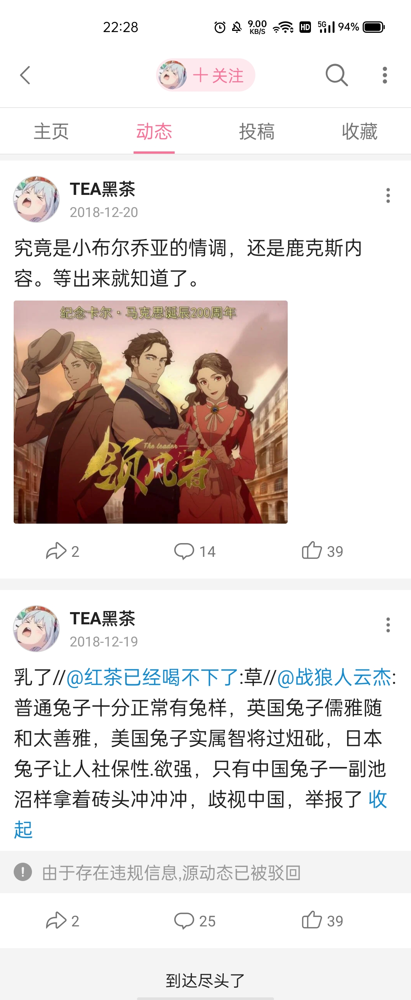 22:28
9.00 KB/S
HD
5G
94%
关注
主页 动态 投稿 收藏
TEA黑茶
2018-12-20
究竟是小布尔乔亚的情调，还是鹿克斯内
容。等出来就知道了。
纪念卡尔·马克思诞辰200周年
The leader
领风者
2 14 39
TEA黑茶
2018-12-19
乳了//@红茶已经喝不下了:草//@战狼人云杰:
普通兔子十分正常有兔样，英国兔子儒雅随
和太善雅，美国兔子实属智将过炄砒，日本
兔子让人社保性.欲强，只有中国兔子一副池
沼样拿着砖头冲冲冲，歧视中国，举报了 收
起
由于存在违规信息,源动态已被驳回
2 25 39
到达尽头了